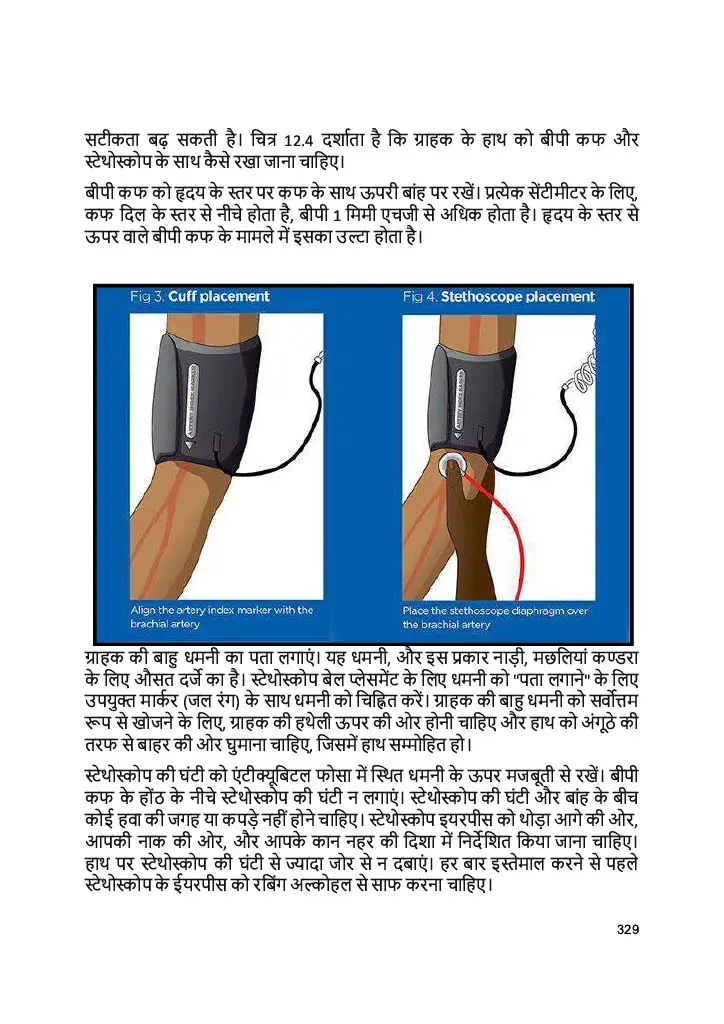 सटीकता बढ़ सकती है। चित्र 12.4 दर्शाता है कि ग्राहक के हाथ को बीपी कफ और
स्टेथोस्कोप के साथ कैसे रखा जाना चाहिए।
बीपी कफ को हृदय के स्तर पर कफ के साथ ऊपरी बांह पर रखें। प्रत्येक सेंटीमीटर के लिए,
कफ दिल के स्तर से नीचे होता है, बीपी 1 मिमी एचजी से अधिक होता है। हृदय के स्तर से
ऊपर वाले बीपी कफ के मामले में इसका उल्टा होता है।
Fig 3. Cuff placement
ARTERY INDEX MARKER
Align the artery index marker with the
brachial artery
Fig 4. Stethoscope placement
ARTERY INDEX MARKER
Place the stethoscope diaphragm over
the brachial artery
ग्राहक की बाहु धमनी का पता लगाएं। यह धमनी, और इस प्रकार नाड़ी, मछलियां कण्डरा
के लिए औसत दर्जे का है। स्टेथोस्कोप बेल प्लेसमेंट के लिए धमनी को "पता लगाने" के लिए
उपयुक्त मार्कर (जल रंग) के साथ धमनी को चिह्नित करें। ग्राहक की बाहु धमनी को सर्वोत्तम
रूप से खोजने के लिए, ग्राहक की हथेली ऊपर की ओर होनी चाहिए और हाथ को अंगूठे की
तरफ से बाहर की ओर घुमाना चाहिए, जिसमें हाथ सम्मोहित हो।
स्टेथोस्कोप की घंटी को एंटीक्यूबिटल फोसा में स्थित धमनी के ऊपर मजबूती से रखें। बीपी
कफ के होंठ के नीचे स्टेथोस्कोप की घंटी न लगाएं। स्टेथोस्कोप की घंटी और बांह के बीच
कोई हवा की जगह या कपड़े नहीं होने चाहिए। स्टेथोस्कोप इयरपीस को थोड़ा आगे की ओर,
आपकी नाक की ओर, और आपके कान नहर की दिशा में निर्देशित किया जाना चाहिए।
हाथ पर स्टेथोस्कोप की घंटी से ज्यादा जोर से न दबाएं। हर बार इस्तेमाल करने से पहले
स्टेथोस्कोप के ईयरपीस को रबिंग अल्कोहल से साफ करना चाहिए।
329